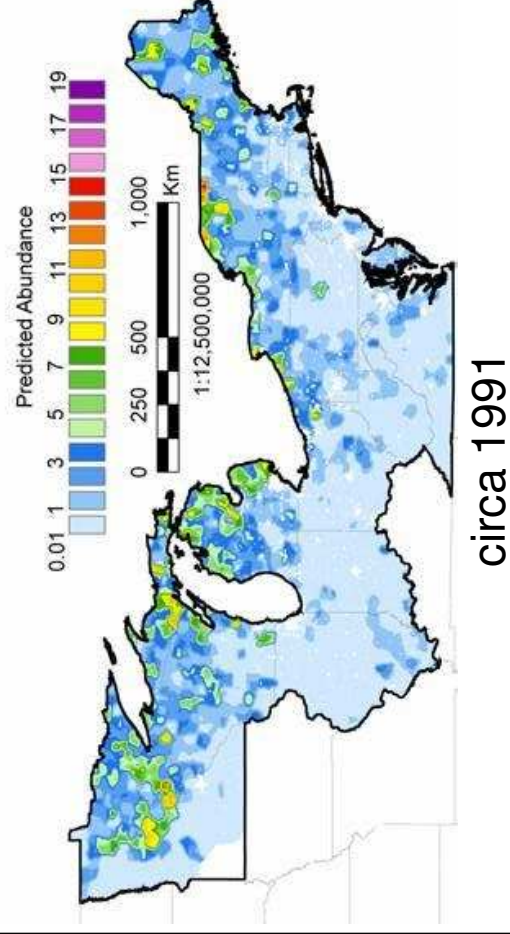 Predicted Abundance
0.01 1 3 5 7 9 11 13 15 17 19
0 250 500 1,000
Km
1:12,500,000
circa 1991